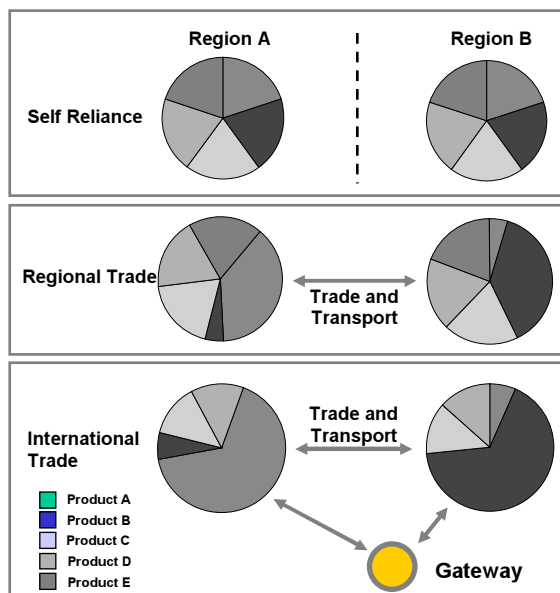 Region A
Region B
Self Reliance
Regional Trade
Trade and
Transport
International
Trade
Trade and
Transport
Product A
Product B
Product C
Product D
Product E
Gateway